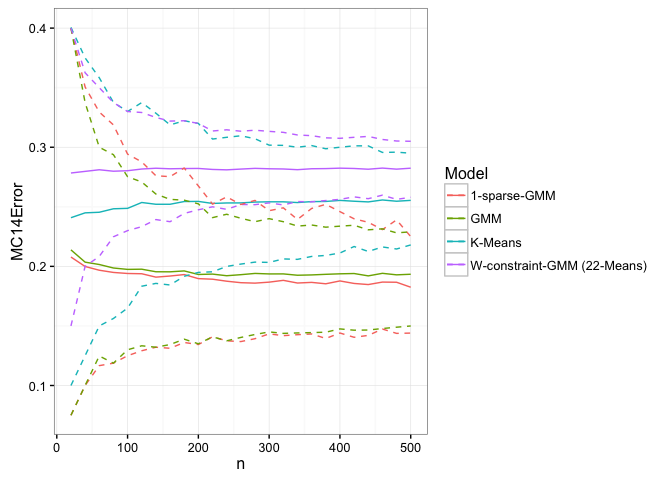 MC14Error
0.4
0.3
0.2
0.1
0
100
200
300
400
500
n
Model
1-sparse-GMM
GMM
K-Means
W-constraint-GMM (22-Means)